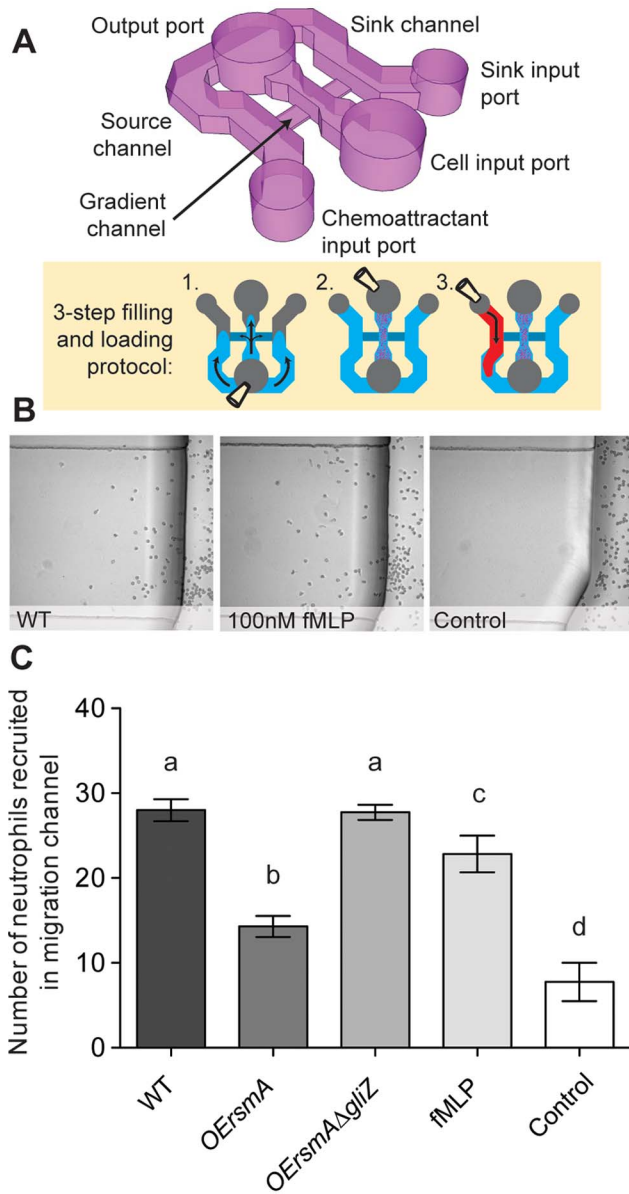 A
Output port
Sink channel
Sink input
port
Source
channel
Cell input port
Gradient
channel
Chemoattractant
input port
3-step filling
and loading
protocol:
1.
2.
3.
B
WT
100nM fMLP
Control
C
Number of neutrophils recruited
in migration channel
40
30
20
10
0
a
b
a
c
d
WT
OErsmA
OErsmAΔgliZ
fMLP
Control